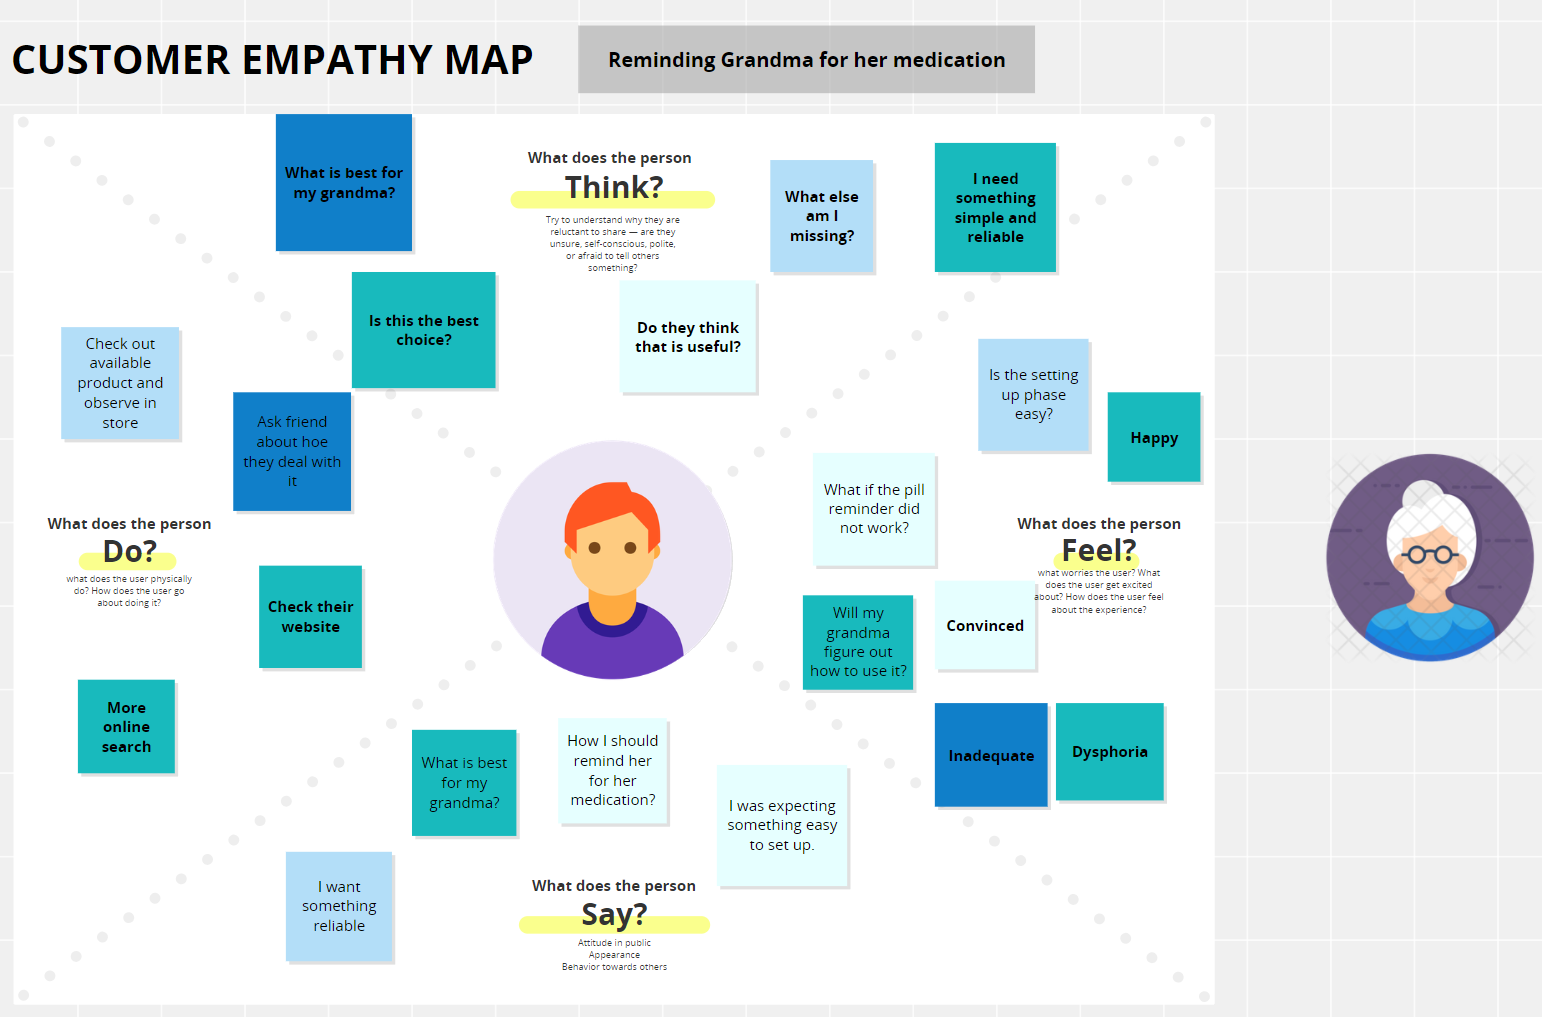 CUSTOMER EMPATHY MAP
Reminding Grandma for her medication
What is best for
my grandma?
What does the person
Think?
Try to understand why they are
reluctant to share — are they
unsure, self-conscious, polite,
or afraid to tell others
something?
What else
am I
missing?
I need
something
simple and
reliable
Is this the best
choice?
Do they think
that is useful?
Check out
available
product and
observe in
store
Ask friend
about hoe
they deal with
it
What does the person
Do?
what does the user physically
do? How does the user go
about doing it?
Check their
website
More
online
search
Is the setting
up phase
easy?
Happy
What if the pill
reminder did
not work?
What does the person
Feel?
what worries the user? What
does the user get excited
about? How does the user feel
about the experience?
Will my
grandma
figure out
how to use it?
Convinced
Inadequate
Dysphoria
What is best
for my
grandma?
How I should
remind her
for her
medication?
I was expecting
something easy
to set up.
I want
something
reliable
What does the person
Say?
Attitude in public
Appearance
Behavior towards others